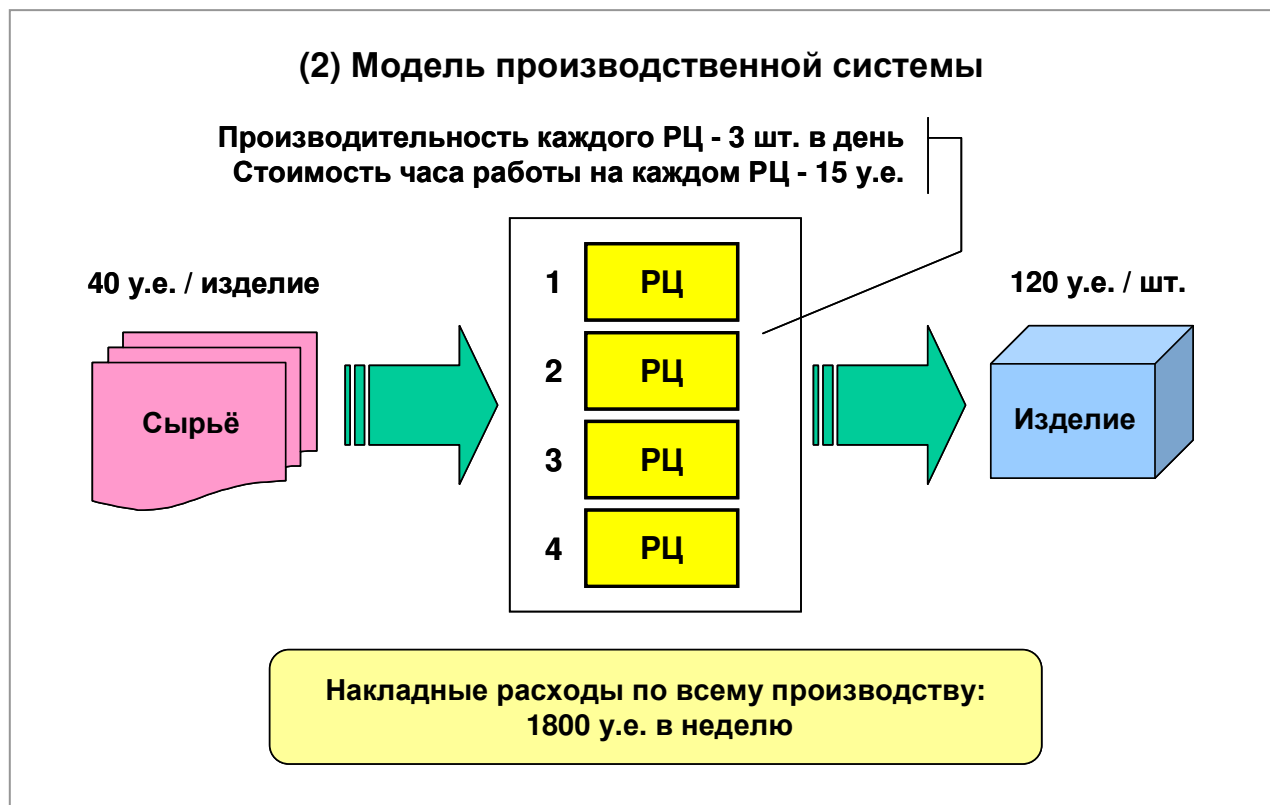 (2) Модель производственной системы
Производительность каждого РЦ - 3 шт. в день
Стоимость часа работы на каждом РЦ - 15 у.е.
40 у.е. / изделие
120 у.е. / шт.
Сырьё
1 РЦ
2 РЦ
3 РЦ
4 РЦ
Изделие
Накладные расходы по всему производству:
1800 у.е. в неделю